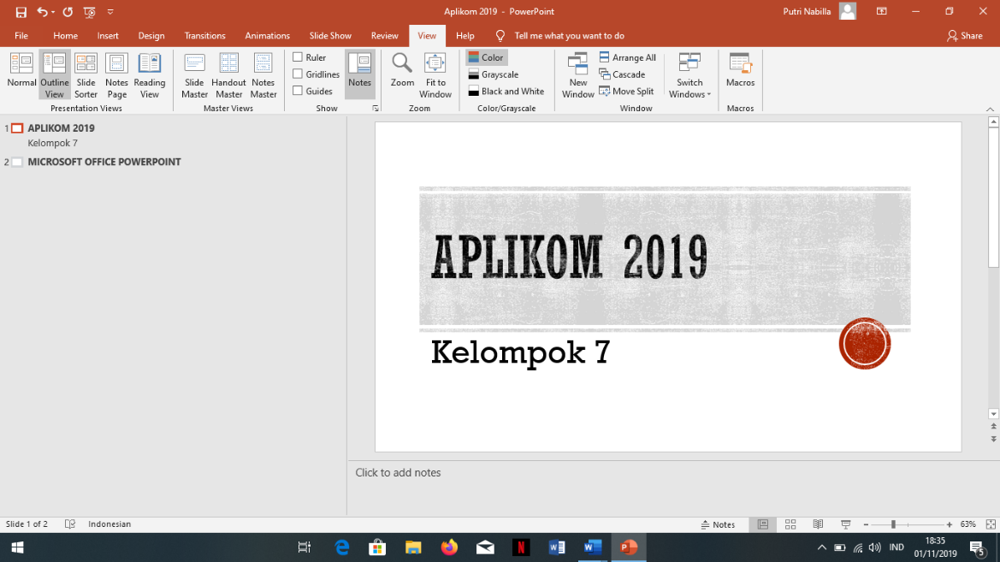 Aplikom 2019 - PowerPoint
Putri Nabilla
File Home Insert Design Transitions Animations Slide Show Review View Help Tell me what you want to do Share
Normal
Outline View
Slide Sorter
Notes Page
Reading View
Presentation Views
Slide Master
Handout Master
Notes Master
Master Views
Ruler
Gridlines
Guides
Notes
Show
Zoom
Fit to Window
Zoom
Color
Grayscale
Black and White
Color/Grayscale
New Window
Arrange All
Cascade
Move Split
Switch Windows
Window
Macros
Macros
1 APLIKOM 2019
Kelompok 7
2 MICROSOFT OFFICE POWERPOINT
APLIKOM 2019
Kelompok 7
Click to add notes
Slide 1 of 2 Indonesian Notes 63%
IND
18:35
01/11/2019
5